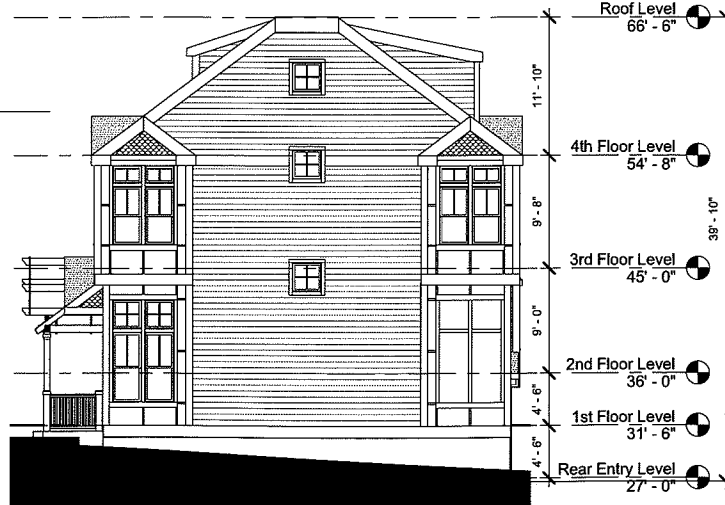 Roof Level
66' - 6"
11' - 10"
4th Floor Level
54' - 8"
9' - 8"
39' - 10"
3rd Floor Level
45' - 0"
9' - 0"
2nd Floor Level
36' - 0"
4' - 6"
1st Floor Level
31' - 6"
4' - 6"
Rear Entry Level
27' - 0"